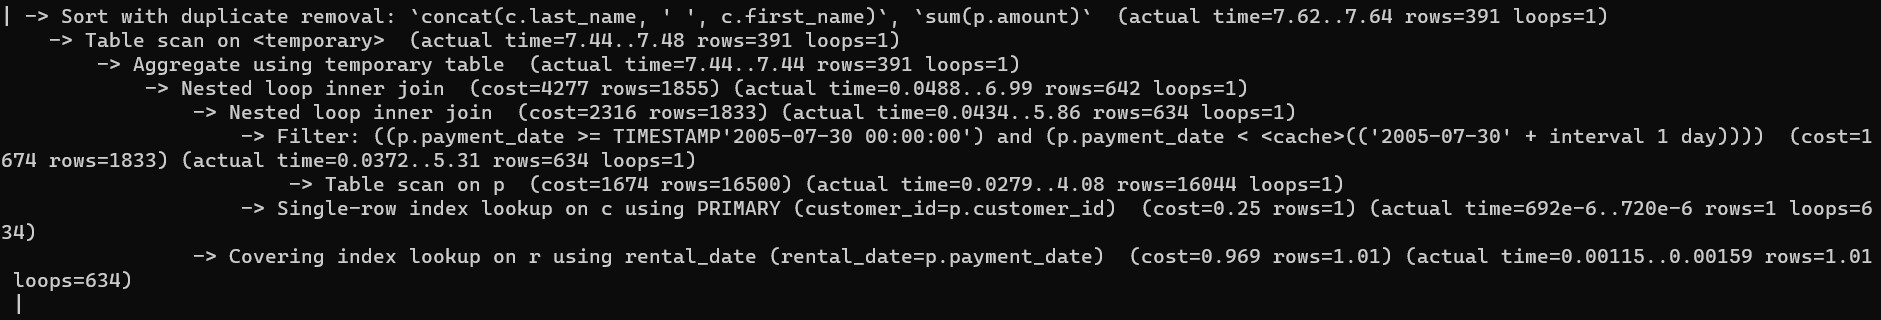 | -> Sort with duplicate removal: `concat(c.last_name, ' ', c.first_name)`, `sum(p.amount)`  (actual time=7.62..7.64 rows=391 loops=1)
    -> Table scan on <temporary>  (actual time=7.44..7.48 rows=391 loops=1)
        -> Aggregate using temporary table  (actual time=7.44..7.44 rows=391 loops=1)
            -> Nested loop inner join  (cost=4277 rows=1855) (actual time=0.0488..6.99 rows=642 loops=1)
                -> Nested loop inner join  (cost=2316 rows=1833) (actual time=0.0434..5.86 rows=634 loops=1)
                    -> Filter: ((p.payment_date >= TIMESTAMP'2005-07-30 00:00:00') and (p.payment_date < <cache>(('2005-07-30' + interval 1 day))))  (cost=1
674 rows=1833) (actual time=0.0372..5.31 rows=634 loops=1)
                        -> Table scan on p  (cost=1674 rows=16500) (actual time=0.0279..4.08 rows=16044 loops=1)
                    -> Single-row index lookup on c using PRIMARY (customer_id=p.customer_id)  (cost=0.25 rows=1) (actual time=692e-6..720e-6 rows=1 loops=6
34)
                -> Covering index lookup on r using rental_date (rental_date=p.payment_date)  (cost=0.969 rows=1.01) (actual time=0.00115..0.00159 rows=1.01
 loops=634)
 |